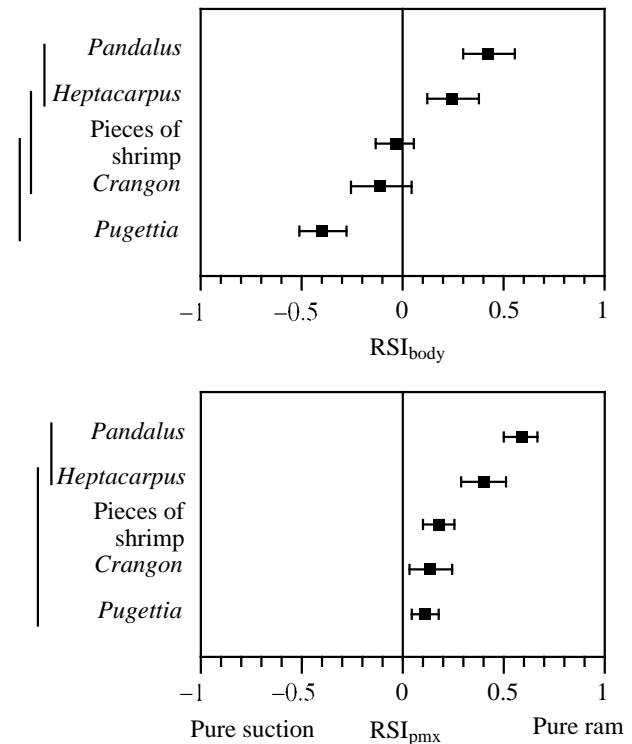 Pandalus
Heptacarpus
Pieces of
shrimp
Crangon
Pugettia
−1 −0.5 0 0.5 1
RSIbody
Pandalus
Heptacarpus
Pieces of
shrimp
Crangon
Pugettia
−1 −0.5 0 0.5 1
Pure suction RSIpmx Pure ram